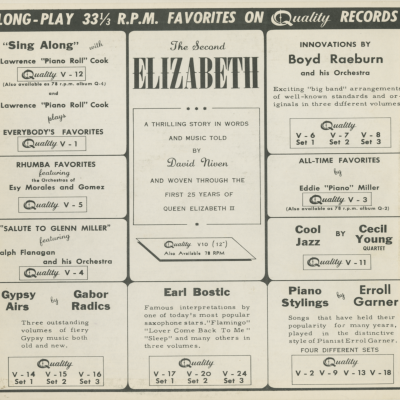 LONG-PLAY 33⅓ R.P.M. FAVORITES ON Quality RECORDS
"Sing Along" with
Lawrence "Piano Roll" Cook
Quality V - 12
(Also available as 78 r.p.m. album Q-4)
and
Lawrence "Piano Roll" Cook
plays
EVERYBODY'S FAVORITES
Quality V - 1
RHUMBA FAVORITES
featuring
the Orchestras of
Esy Morales and Gomez
Quality V - 5
"SALUTE TO GLENN MILLER"
featuring
Ralph Flanagan
and his Orchestra
Quality V - 4
Gypsy Airs by Gabor Radics
Three outstanding
volumes of fiery
Gypsy music both
old and new.
Quality
V - 14 V - 15 V - 16
Set 1 Set 2 Set 3
The Second
ELIZABETH
A THRILLING STORY IN WORDS
AND MUSIC TOLD
BY
David Niven
AND WOVEN THROUGH THE
FIRST 25 YEARS OF
QUEEN ELIZABETH II
Quality V10 (12")
Also Available 78 RPM
Earl Bostic
Famous interpretations by
one of today's most popular
saxophone stars. "Flamingo"
"Lover Come Back To Me"
"Sleep" and many others in
three different volumes.
Quality
V - 17 V - 20 V - 24
Set 1 Set 2 Set 3
INNOVATIONS BY
Boyd Raeburn
and his Orchestra
Exciting "big band" arrangements
of well-known standards and or-
iginals in three different volumes.
Quality
V - 6 V - 7 V - 8
Set 1 Set 2 Set 3
ALL-TIME FAVORITES
by
Eddie "Piano" Miller
Quality V - 3
(Also available as 78 r.p.m. album Q-2)
Cool Jazz BY Cecil Young
QUARTET
Quality V - 11
Piano Stylings by Erroll Garner
Songs that have held their
popularity for many years,
played in the distinctive
style of Pianist Errol Garner.
FOUR DIFFERENT SETS
Quality
V - 2 V - 9 V - 13 V - 18